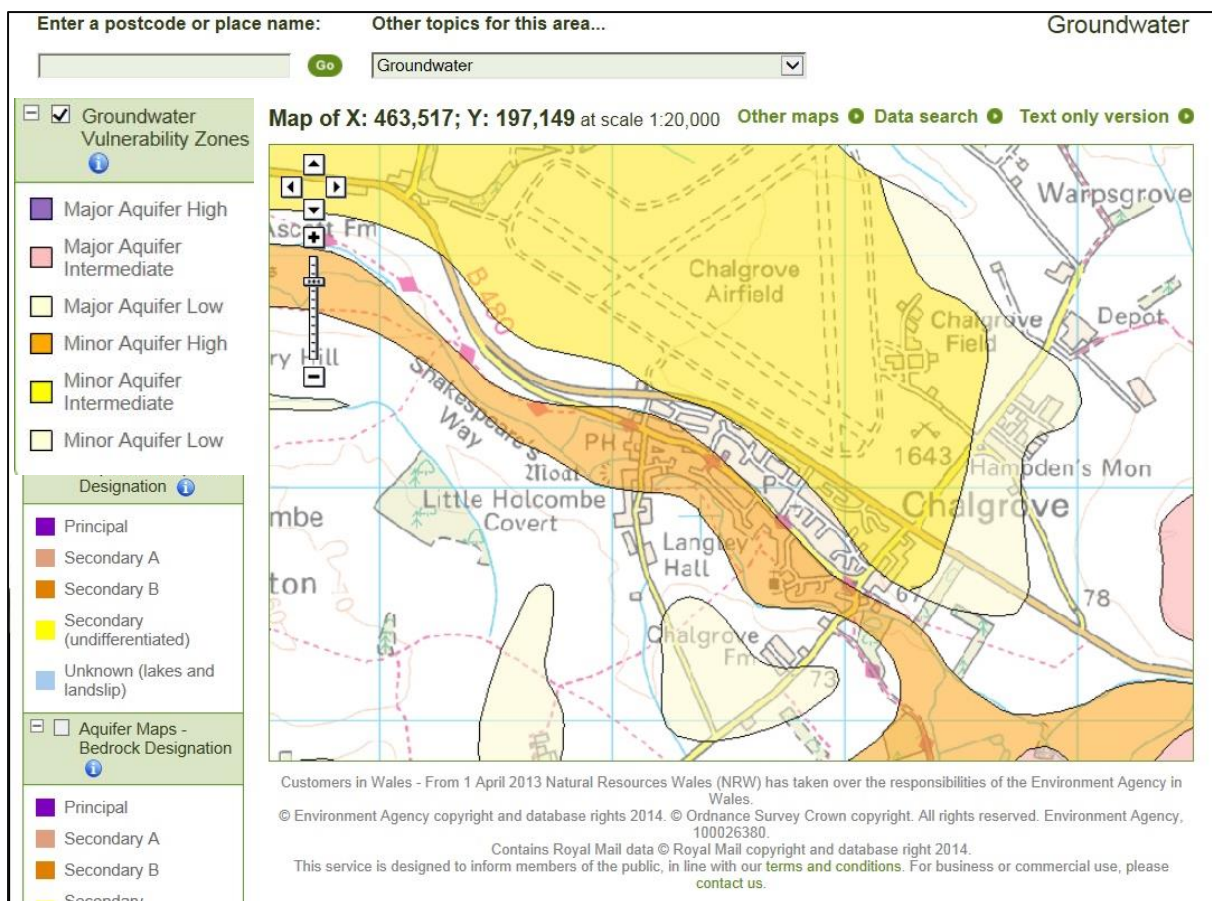 Enter a postcode or place name:
Other topics for this area...
Groundwater
Go
Groundwater
Groundwater
Vulnerability Zones
Major Aquifer High
Major Aquifer
Intermediate
Major Aquifer Low
Minor Aquifer High
Minor Aquifer
Intermediate
Minor Aquifer Low
Designation
Principal
Secondary A
Secondary B
Secondary
(undifferentiated)
Unknown (lakes and
landslip)
Aquifer Maps -
Bedrock Designation
Principal
Secondary A
Secondary B
Secondary
Map of X: 463,517; Y: 197,149 at scale 1:20,000
Other maps
Data search
Text only version
Warpsgrove
Ascott Fm
B 480
Chalgrove
Airfield
Chalgrove
Field
Depot
ry Hill
Shakespeare's
Way
PH
Moat
1643
Hampden's Mon
Little Holcombe
Covert
P
Chalgrove
mbe
Langley
Hall
ton
67
78
Chalgrove
Fm
73
Customers in Wales - From 1 April 2013 Natural Resources Wales (NRW) has taken over the responsibilities of the Environment Agency in
Wales.
© Environment Agency copyright and database rights 2014. © Ordnance Survey Crown copyright. All rights reserved. Environment Agency,
100026380.
Contains Royal Mail data © Royal Mail copyright and database right 2014.
This service is designed to inform members of the public, in line with our terms and conditions. For business or commercial use, please
contact us.